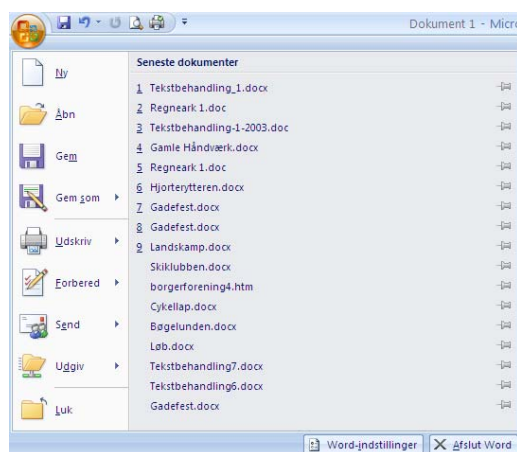 Dokument 1 - Micro
Ny
Åbn
Gem
Gem som
Udskriv
Forbered
Send
Udgiv
Luk
Seneste dokumenter
1 Tekstbehandling_1.docx
2 Regneark 1.doc
3 Tekstbehandling-1-2003.doc
4 Gamle Håndværk.docx
5 Regneark 1.doc
6 Hjorterytteren.docx
7 Gadefest.docx
8 Gadefest.docx
9 Landskamp.docx
Skiklubben.docx
borgerforening4.htm
Cykellap.docx
Bøgelunden.docx
Løb.docx
Tekstbehandling7.docx
Tekstbehandling6.docx
Gadefest.docx
Word-indstillinger
Afslut Word